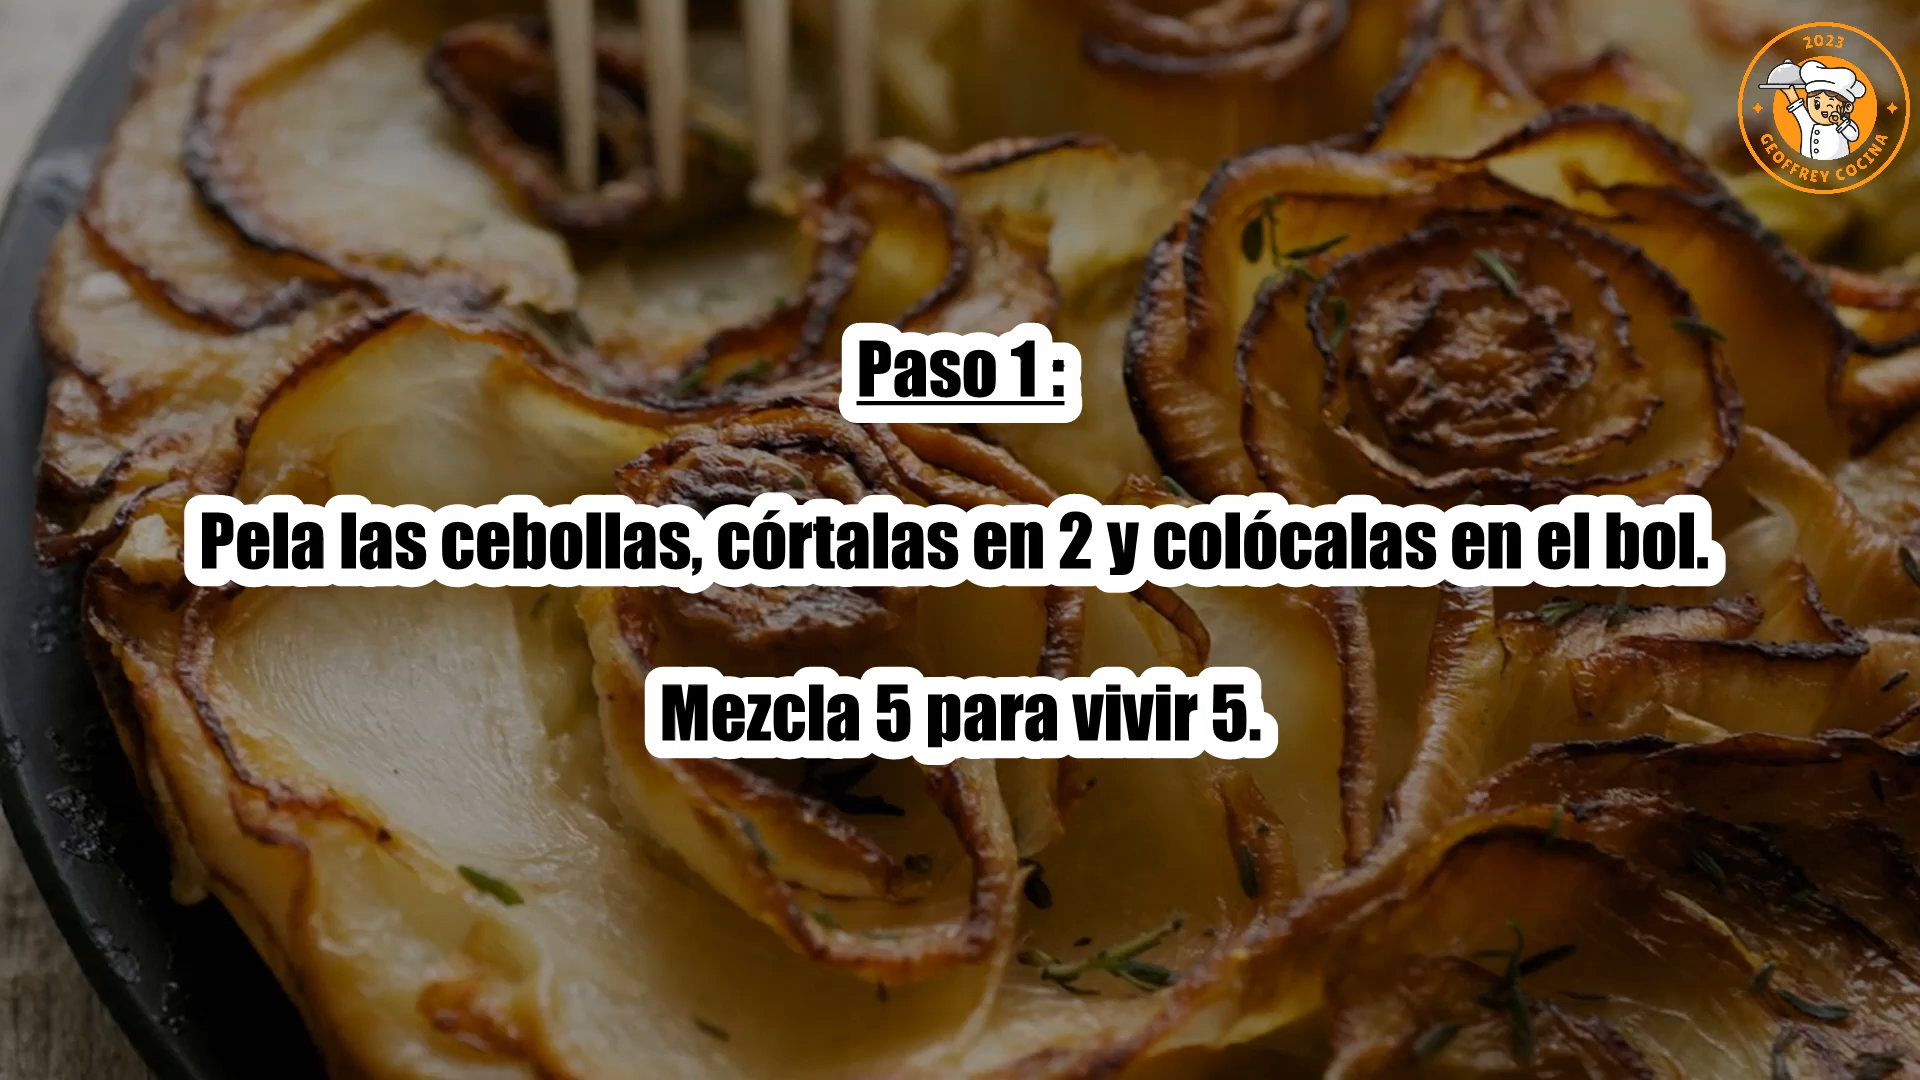 2023
GEOFFREY COCINA
Paso 1 :
Pela las cebollas, córtalas en 2 y colócalas en el bol.
Mezcla 5 para vivir 5.